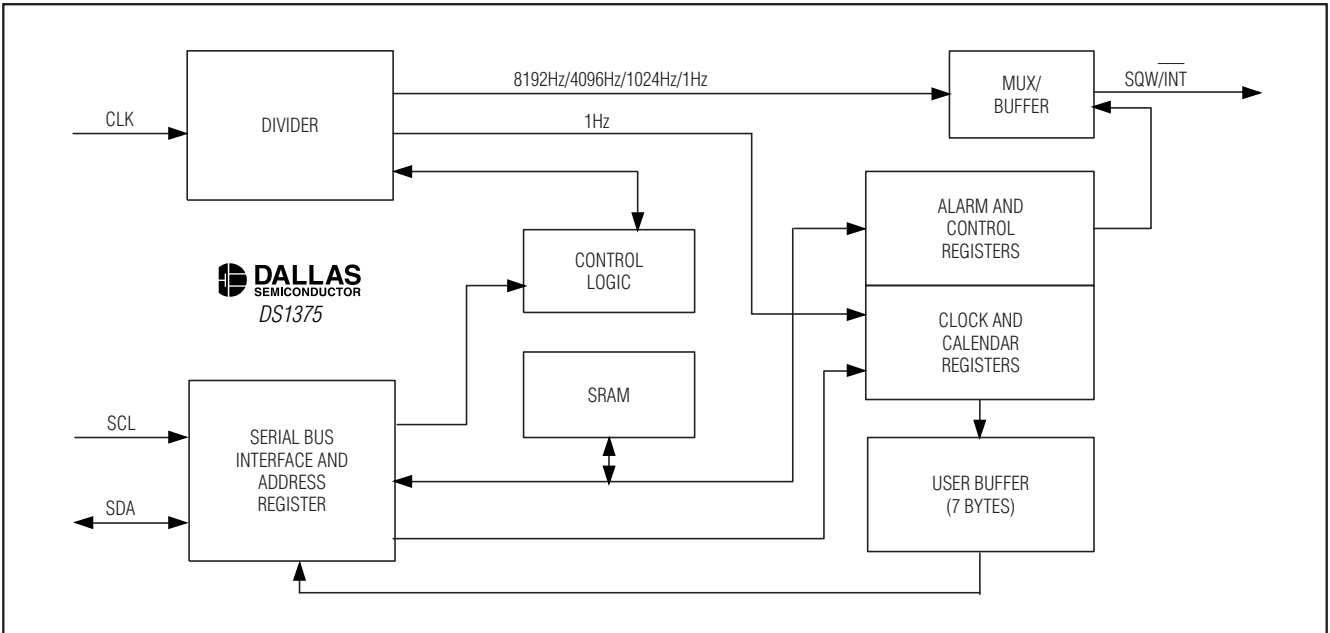 8192Hz/4096Hz/1024Hz/1Hz
MUX/
BUFFER
SQW/INT
CLK
DIVIDER
1Hz
ALARM AND
CONTROL
REGISTERS
CONTROL
LOGIC
DALLAS
SEMICONDUCTOR
DS1375
CLOCK AND
CALENDAR
REGISTERS
SRAM
SCL
SERIAL BUS
INTERFACE AND
ADDRESS
REGISTER
SDA
USER BUFFER
(7 BYTES)